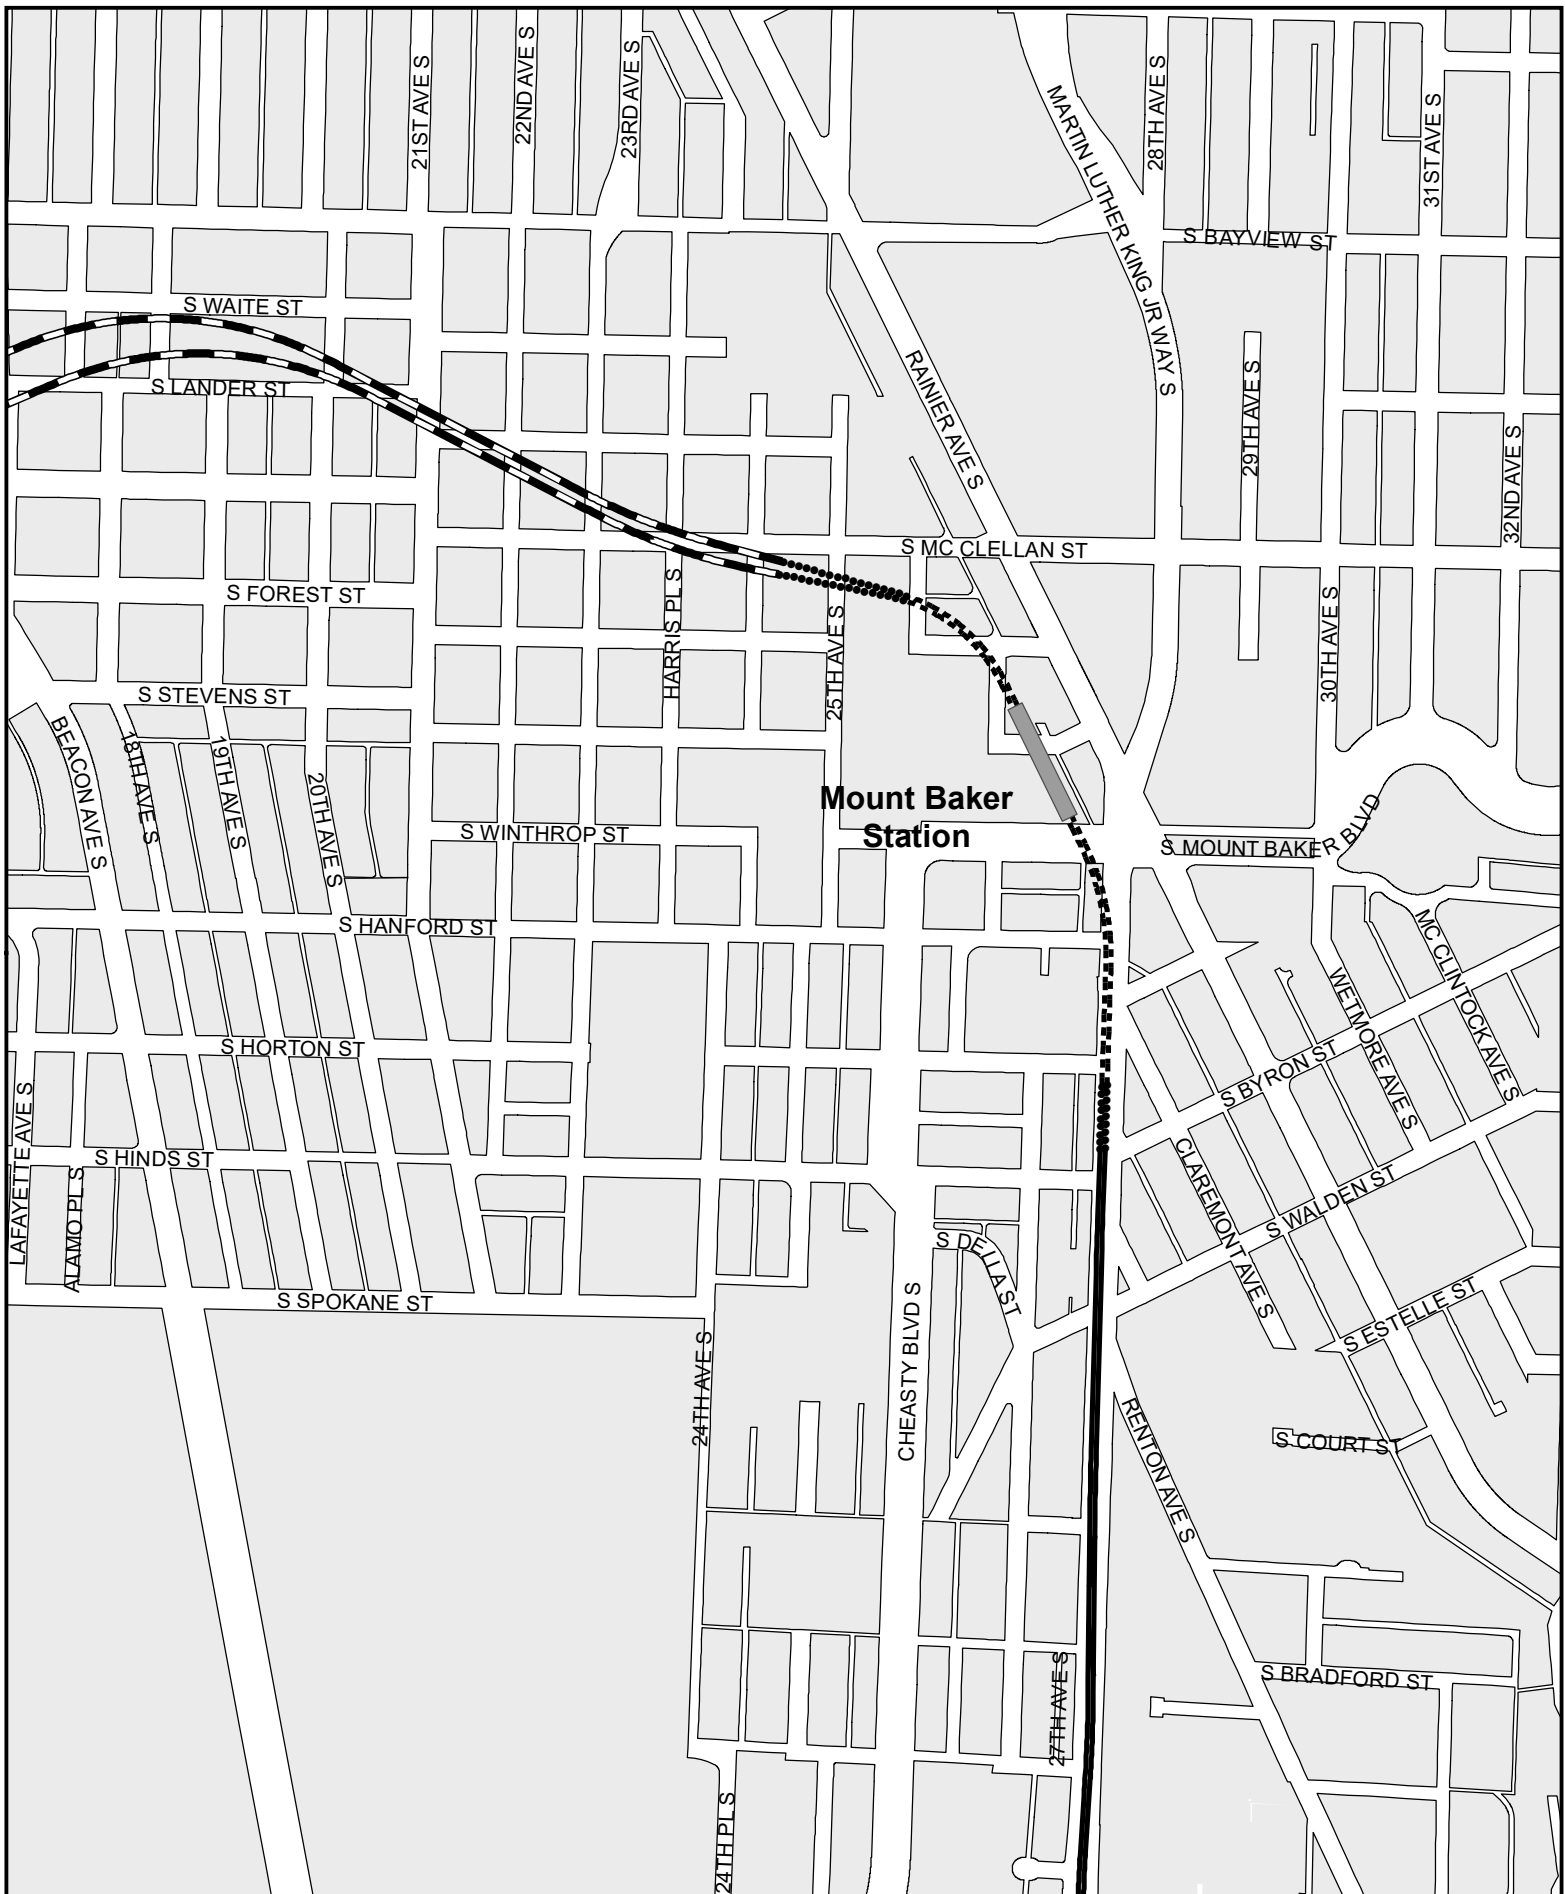 21ST AVE S
22ND AVE S
23RD AVE S
MARTIN LUTHER KING JR WAY S
28TH AVE S
31ST AVE S
S BAYVIEW ST
S WAITE ST
S LANDER ST
RAINIER AVE S
29TH AVE S
32ND AVE S
S MC CLELLAN ST
S FOREST ST
HARRIS PL S
25TH AVE S
30TH AVE S
S STEVENS ST
BEACON AVE S
18TH AVE S
19TH AVE S
20TH AVE S
Mount Baker
Station
S WINTHROP ST
S MOUNT BAKER BLVD
S HANFORD ST
MC CLINTOCK AVE S
WETMORE AVE S
S HORTON ST
S BYRON ST
LAFAYETTE AVE S
S HINDS ST
ALAMO PL S
CLAREMONT AVE S
S WALDEN ST
S DELLA ST
S SPOKANE ST
CHEASTY BLVD S
S ESTELLE ST
24TH AVE S
RENTON AVE S
S COURT ST
27TH AVE S
S BRADFORD ST
24TH PL S